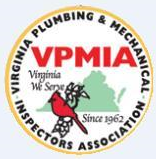 VIRGINIA PLUMBING & MECHANICAL
VPMIA
Virginia
We Serve
Since 1962
INSPECTORS ASSOCIATION